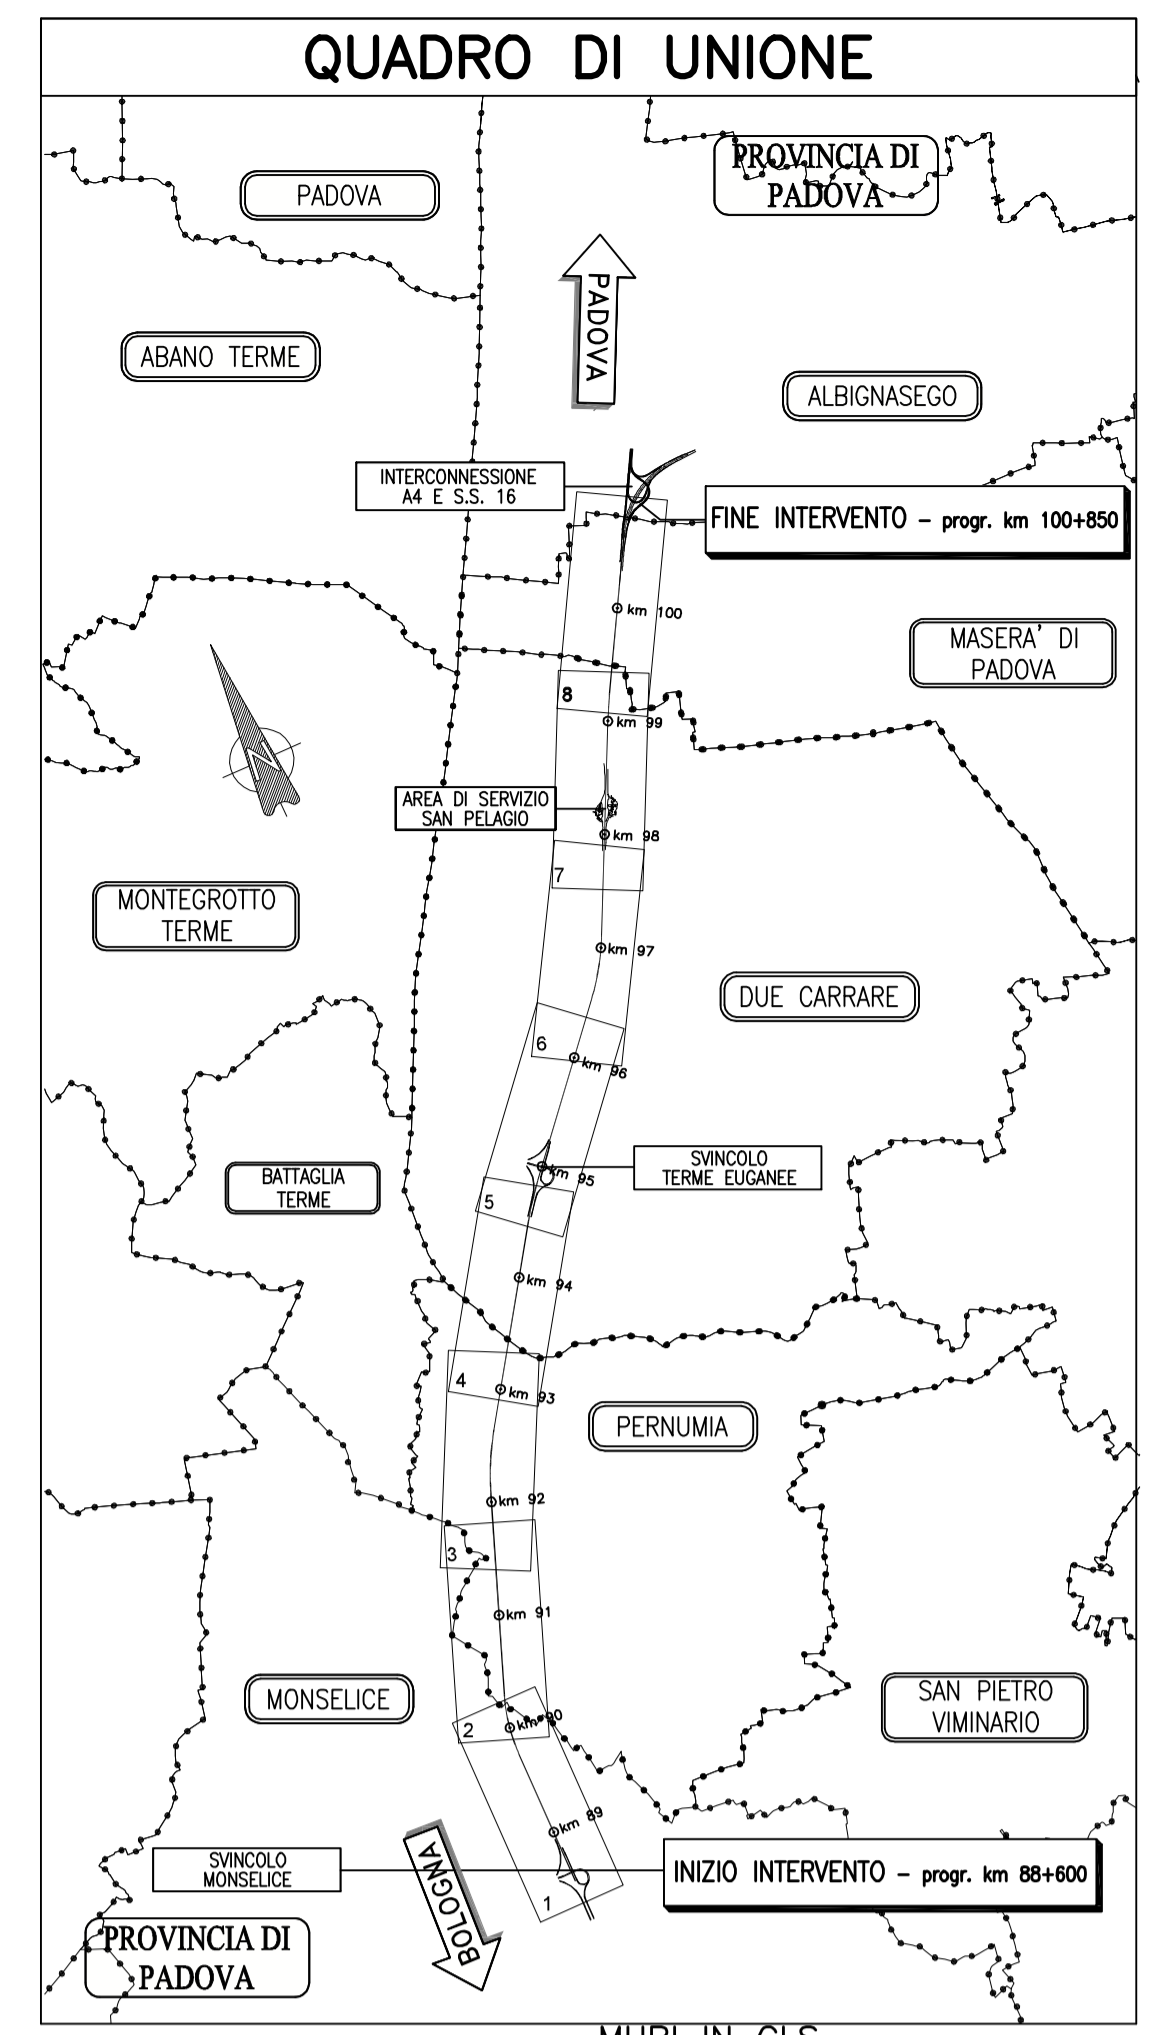 QUADRO DI UNIONE
PADOVA
PROVINCIA DI
PADOVA
PADOVA
ABANO TERME
ALBIGNASEGO
INTERCONNESSIONE
A4 E S.S. 16
FINE INTERVENTO – progr. km 100+850
km 100
MASERA' DI
PADOVA
8
km 99
AREA DI SERVIZIO
SAN PELAGIO
km 98
7
MONTEGROTTO
TERME
km 97
DUE CARRARE
6
km 96
SVINCOLO
TERME EUGANEE
km 95
BATTAGLIA
TERME
5
km 94
4
km 93
PERNUMIA
km 92
3
km 91
MONSELICE
SAN PIETRO
VIMINARIO
2
km 90
km 89
SVINCOLO
MONSELICE
BOLOGNA
INIZIO INTERVENTO – progr. km 88+600
1
PROVINCIA DI
PADOVA
MURI IN CLS